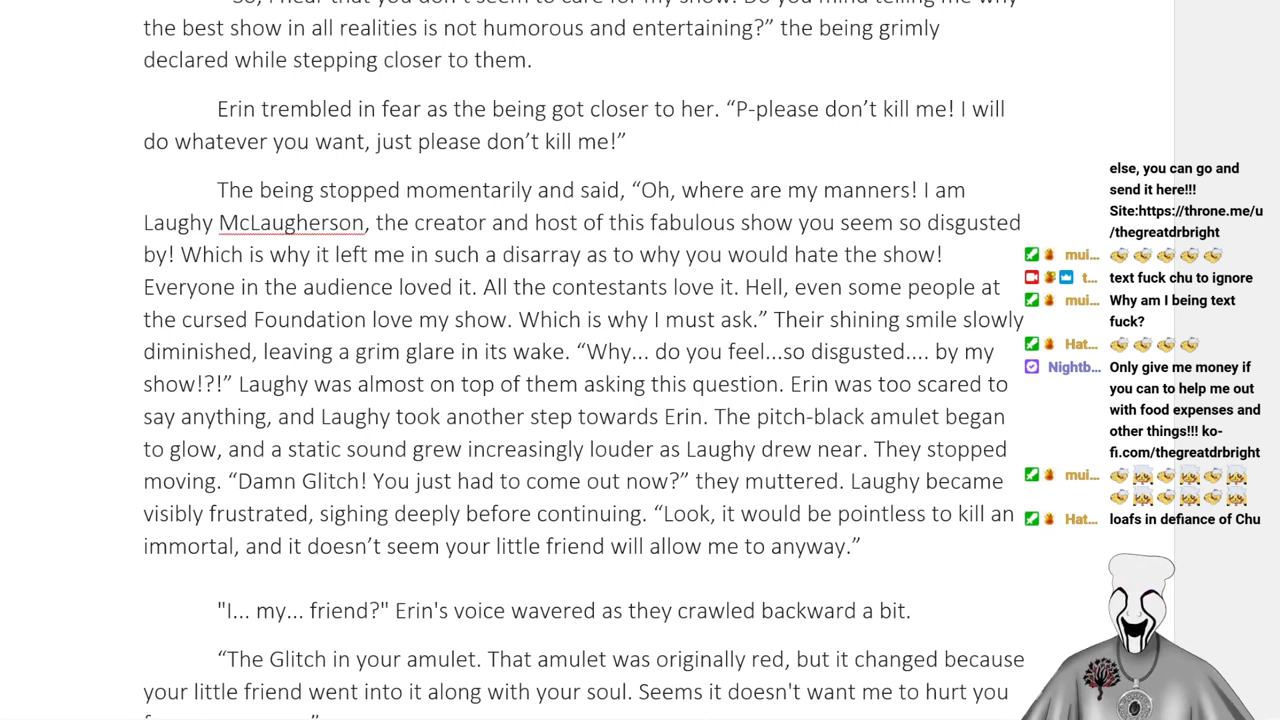 the best show in all realities is not humorous and entertaining?” the being grimly
declared while stepping closer to them.
Erin trembled in fear as the being got closer to her. “P-please don’t kill me! I will
do whatever you want, just please don’t kill me!”
The being stopped momentarily and said, “Oh, where are my manners! I am
Laughy McLaugherson, the creator and host of this fabulous show you seem so disgusted
by! Which is why it left me in such a disarray as to why you would hate the show!
Everyone in the audience loved it. All the contestants love it. Hell, even some people at
the cursed Foundation love my show. Which is why I must ask.” Their shining smile slowly
diminished, leaving a grim glare in its wake. “Why... do you feel...so disgusted.... by my
show!?!” Laughy was almost on top of them asking this question. Erin was too scared to
say anything, and Laughy took another step towards Erin. The pitch-black amulet began
to glow, and a static sound grew increasingly louder as Laughy drew near. They stopped
moving. “Damn Glitch! You just had to come out now?” they muttered. Laughy became
visibly frustrated, sighing deeply before continuing. “Look, it would be pointless to kill an
immortal, and it doesn’t seem your little friend will allow me to anyway.”
"I... my... friend?" Erin's voice wavered as they crawled backward a bit.
“The Glitch in your amulet. That amulet was originally red, but it changed because
your little friend went into it along with your soul. Seems it doesn't want me to hurt you
else, you can go and
send it here!!!
Site:https://throne.me/u
/thegreatdrbright
mui...
t... text fuck chu to ignore
mui... Why am I being text
fuck?
Hat...
Nightb... Only give me money if
you can to help me out
with food expenses and
other things!!! ko-
fi.com/thegreatdrbright
mui...
Hat... loafs in defiance of Chu